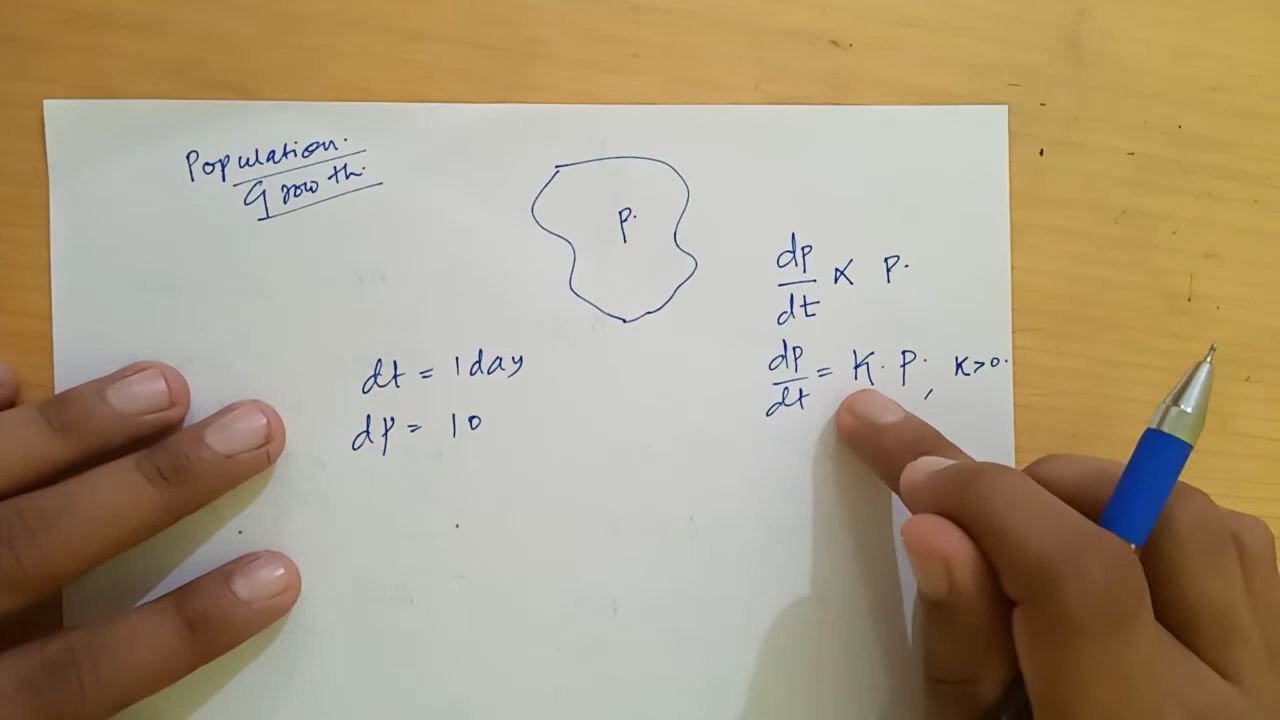 Population.
Growth.
p.
dp/dt ∝ P.
dt = 1day
dp/dt = K. P., K>0.
dp = 10